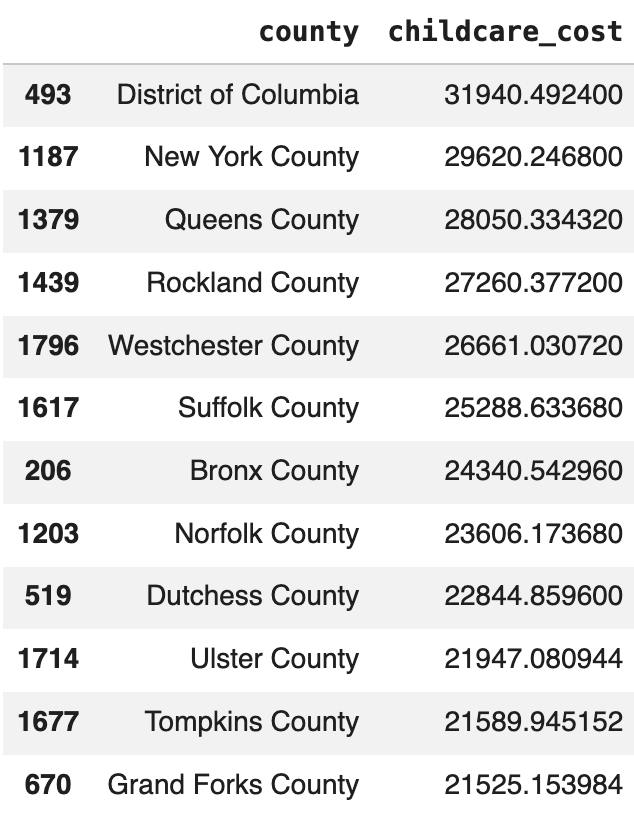 county childcare_cost
493 District of Columbia 31940.492400
1187 New York County 29620.246800
1379 Queens County 28050.334320
1439 Rockland County 27260.377200
1796 Westchester County 26661.030720
1617 Suffolk County 25288.633680
206 Bronx County 24340.542960
1203 Norfolk County 23606.173680
519 Dutchess County 22844.859600
1714 Ulster County 21947.080944
1677 Tompkins County 21589.945152
670 Grand Forks County 21525.153984